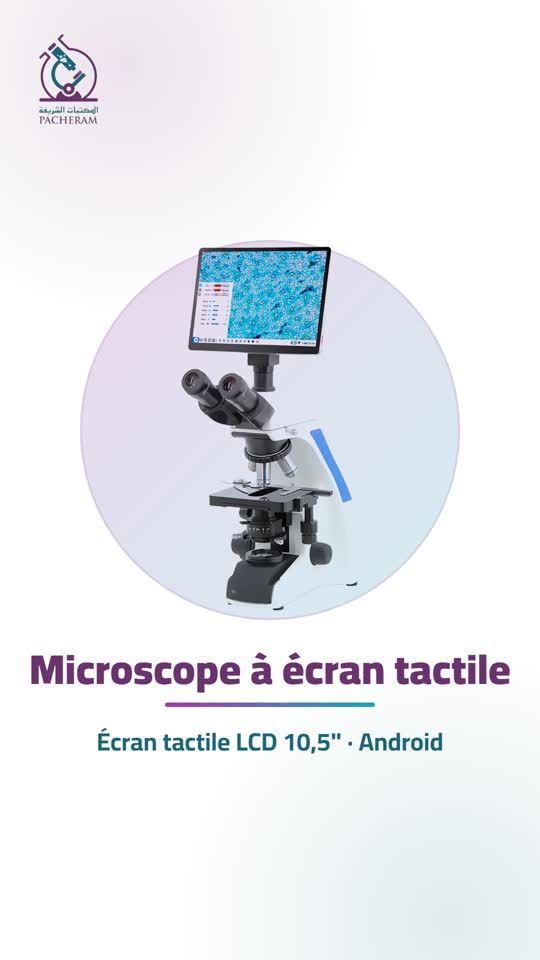 المكتبات الشريفة
PACHERAM
Microscope à écran tactile
Écran tactile LCD 10,5" · Android